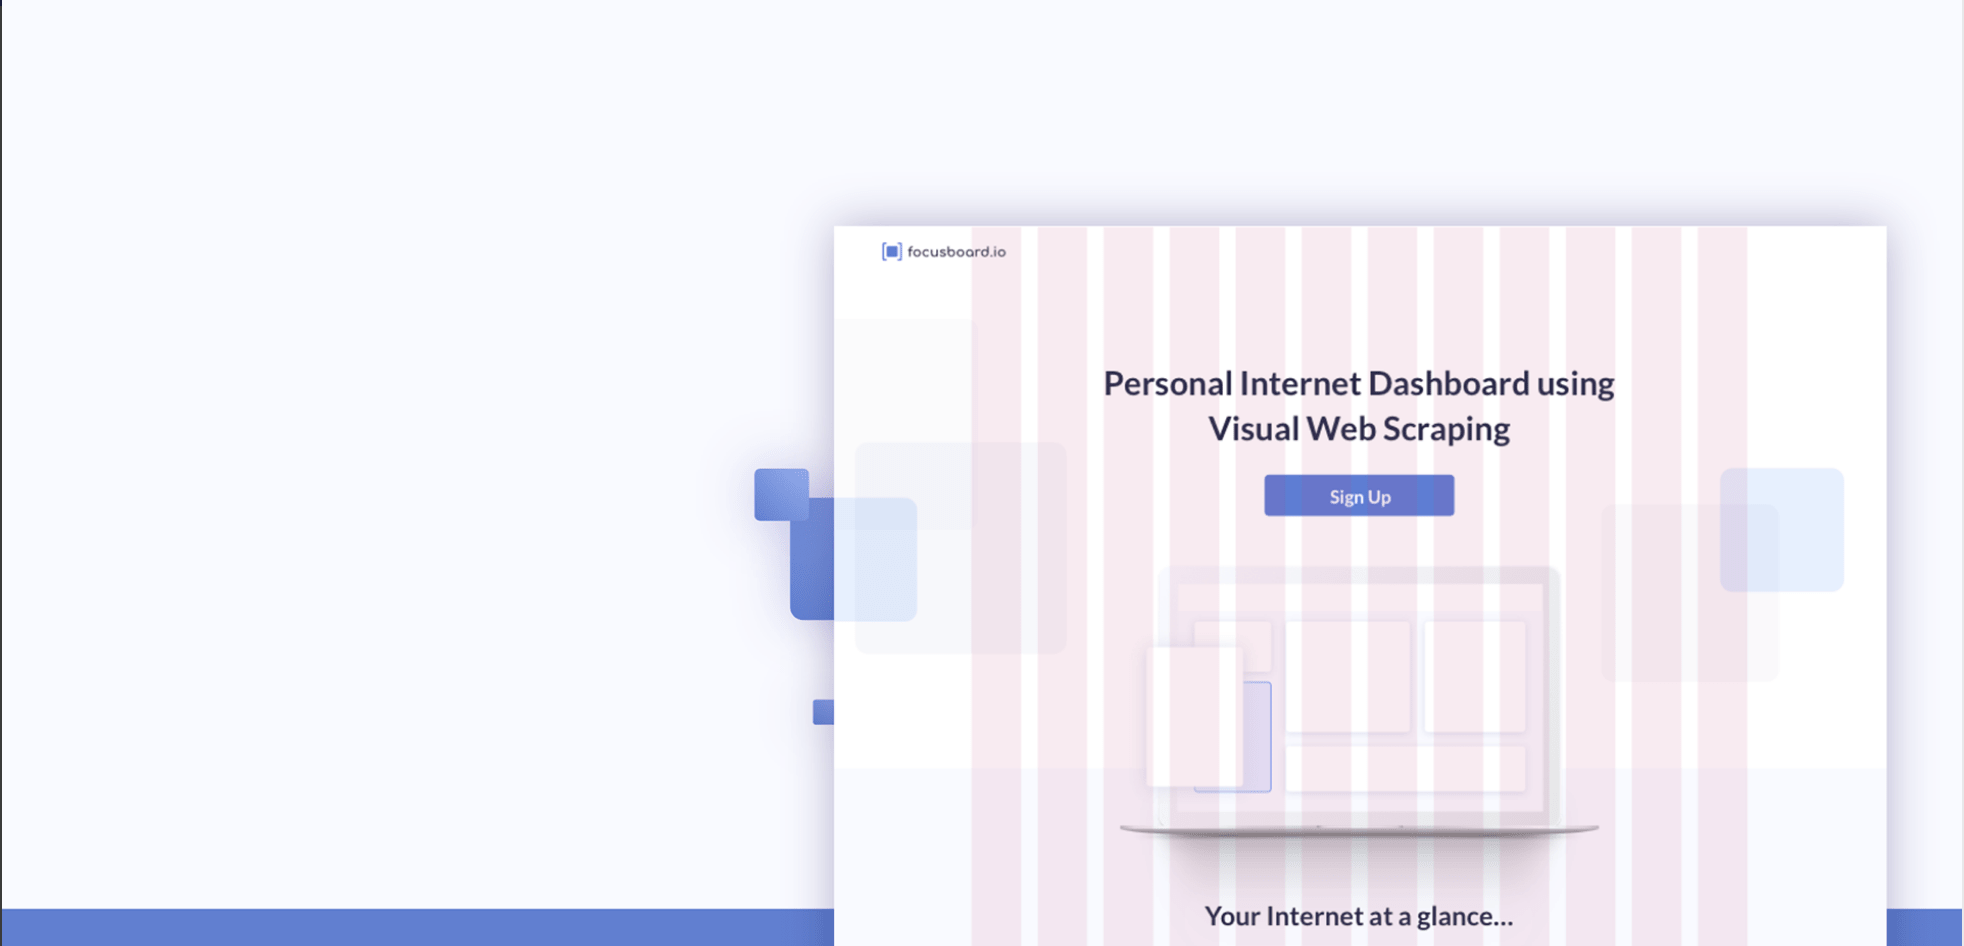 focusboard.io
Personal Internet Dashboard using
Visual Web Scraping
Sign Up
Your Internet at a glance...